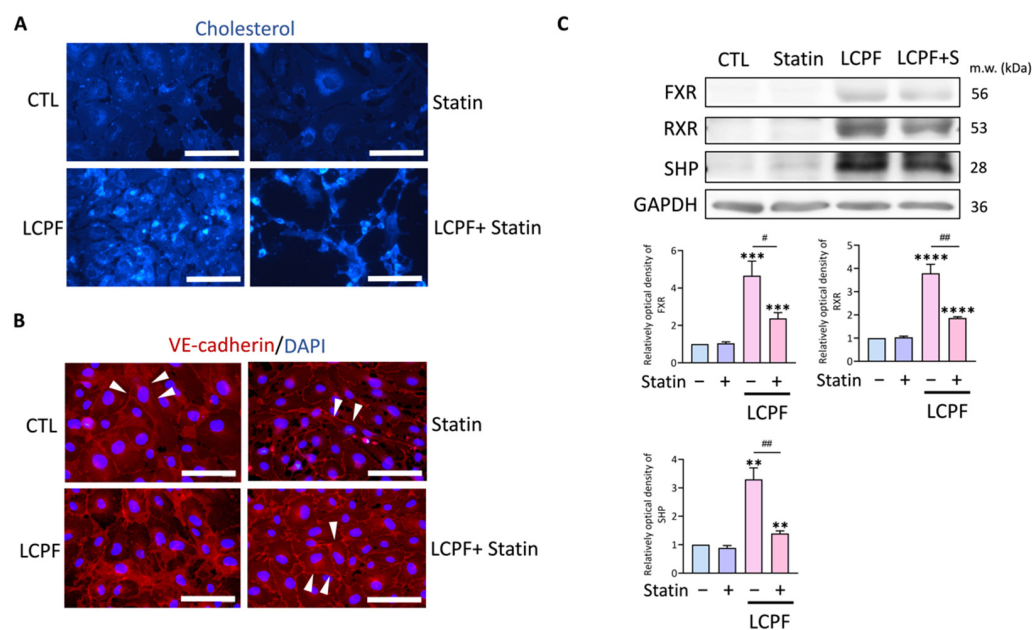 A
Cholesterol
CTL
Statin
LCPF
LCPF+ Statin
B
VE-cadherin/DAPI
CTL
Statin
LCPF
LCPF+ Statin
C
CTL Statin LCPF LCPF+S m.w. (kDa)
FXR 56
RXR 53
SHP 28
GAPDH 36
Relatively optical density of
FXR
6
4
2
0
***
#
***
Statin − + − +
LCPF
Relatively optical density of
RXR
5
4
3
2
1
0
****
##
****
Statin − + − +
LCPF
Relatively optical density of
SHP
4
3
2
1
0
**
##
**
Statin − + − +
LCPF